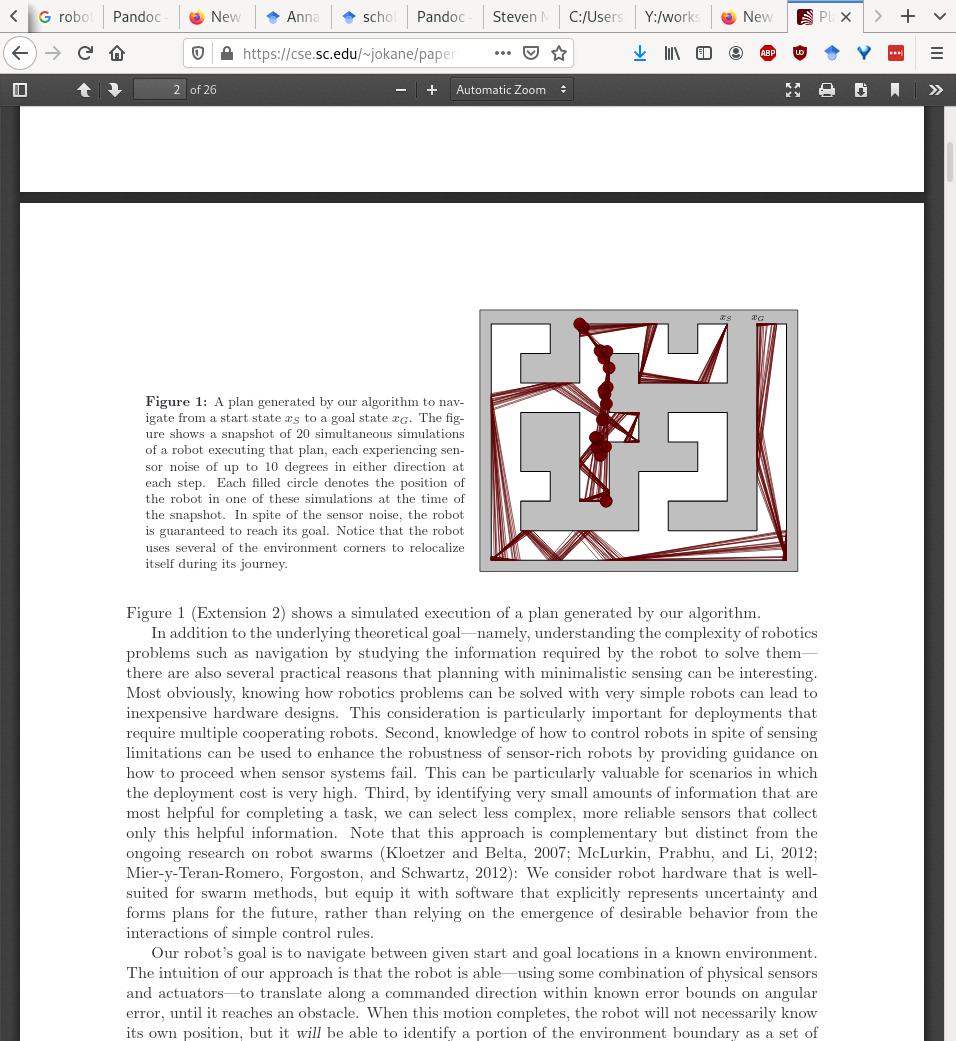 robot
Pandoc
New
Anna
schol
Pandoc -
Steven M
C:/Users
Y:/works
New
Pl
https://cse.sc.edu/~jokane/paper
2 of 26
Automatic Zoom
xS xG
Figure 1: A plan generated by our algorithm to nav-
igate from a start state xS to a goal state xG. The fig-
ure shows a snapshot of 20 simultaneous simulations
of a robot executing that plan, each experiencing sen-
sor noise of up to 10 degrees in either direction at
each step. Each filled circle denotes the position of
the robot in one of these simulations at the time of
the snapshot. In spite of the sensor noise, the robot
is guaranteed to reach its goal. Notice that the robot
uses several of the environment corners to relocalize
itself during its journey.
Figure 1 (Extension 2) shows a simulated execution of a plan generated by our algorithm.
In addition to the underlying theoretical goal—namely, understanding the complexity of robotics
problems such as navigation by studying the information required by the robot to solve them—
there are also several practical reasons that planning with minimalistic sensing can be interesting.
Most obviously, knowing how robotics problems can be solved with very simple robots can lead to
inexpensive hardware designs. This consideration is particularly important for deployments that
require multiple cooperating robots. Second, knowledge of how to control robots in spite of sensing
limitations can be used to enhance the robustness of sensor-rich robots by providing guidance on
how to proceed when sensor systems fail. This can be particularly valuable for scenarios in which
the deployment cost is very high. Third, by identifying very small amounts of information that are
most helpful for completing a task, we can select less complex, more reliable sensors that collect
only this helpful information. Note that this approach is complementary but distinct from the
ongoing research on robot swarms (Kloetzer and Belta, 2007; McLurkin, Prabhu, and Li, 2012;
Mier-y-Teran-Romero, Forgoston, and Schwartz, 2012): We consider robot hardware that is well-
suited for swarm methods, but equip it with software that explicitly represents uncertainty and
forms plans for the future, rather than relying on the emergence of desirable behavior from the
interactions of simple control rules.
Our robot's goal is to navigate between given start and goal locations in a known environment.
The intuition of our approach is that the robot is able—using some combination of physical sensors
and actuators—to translate along a commanded direction within known error bounds on angular
error, until it reaches an obstacle. When this motion completes, the robot will not necessarily know
its own position, but it will be able to identify a portion of the environment boundary as a set of